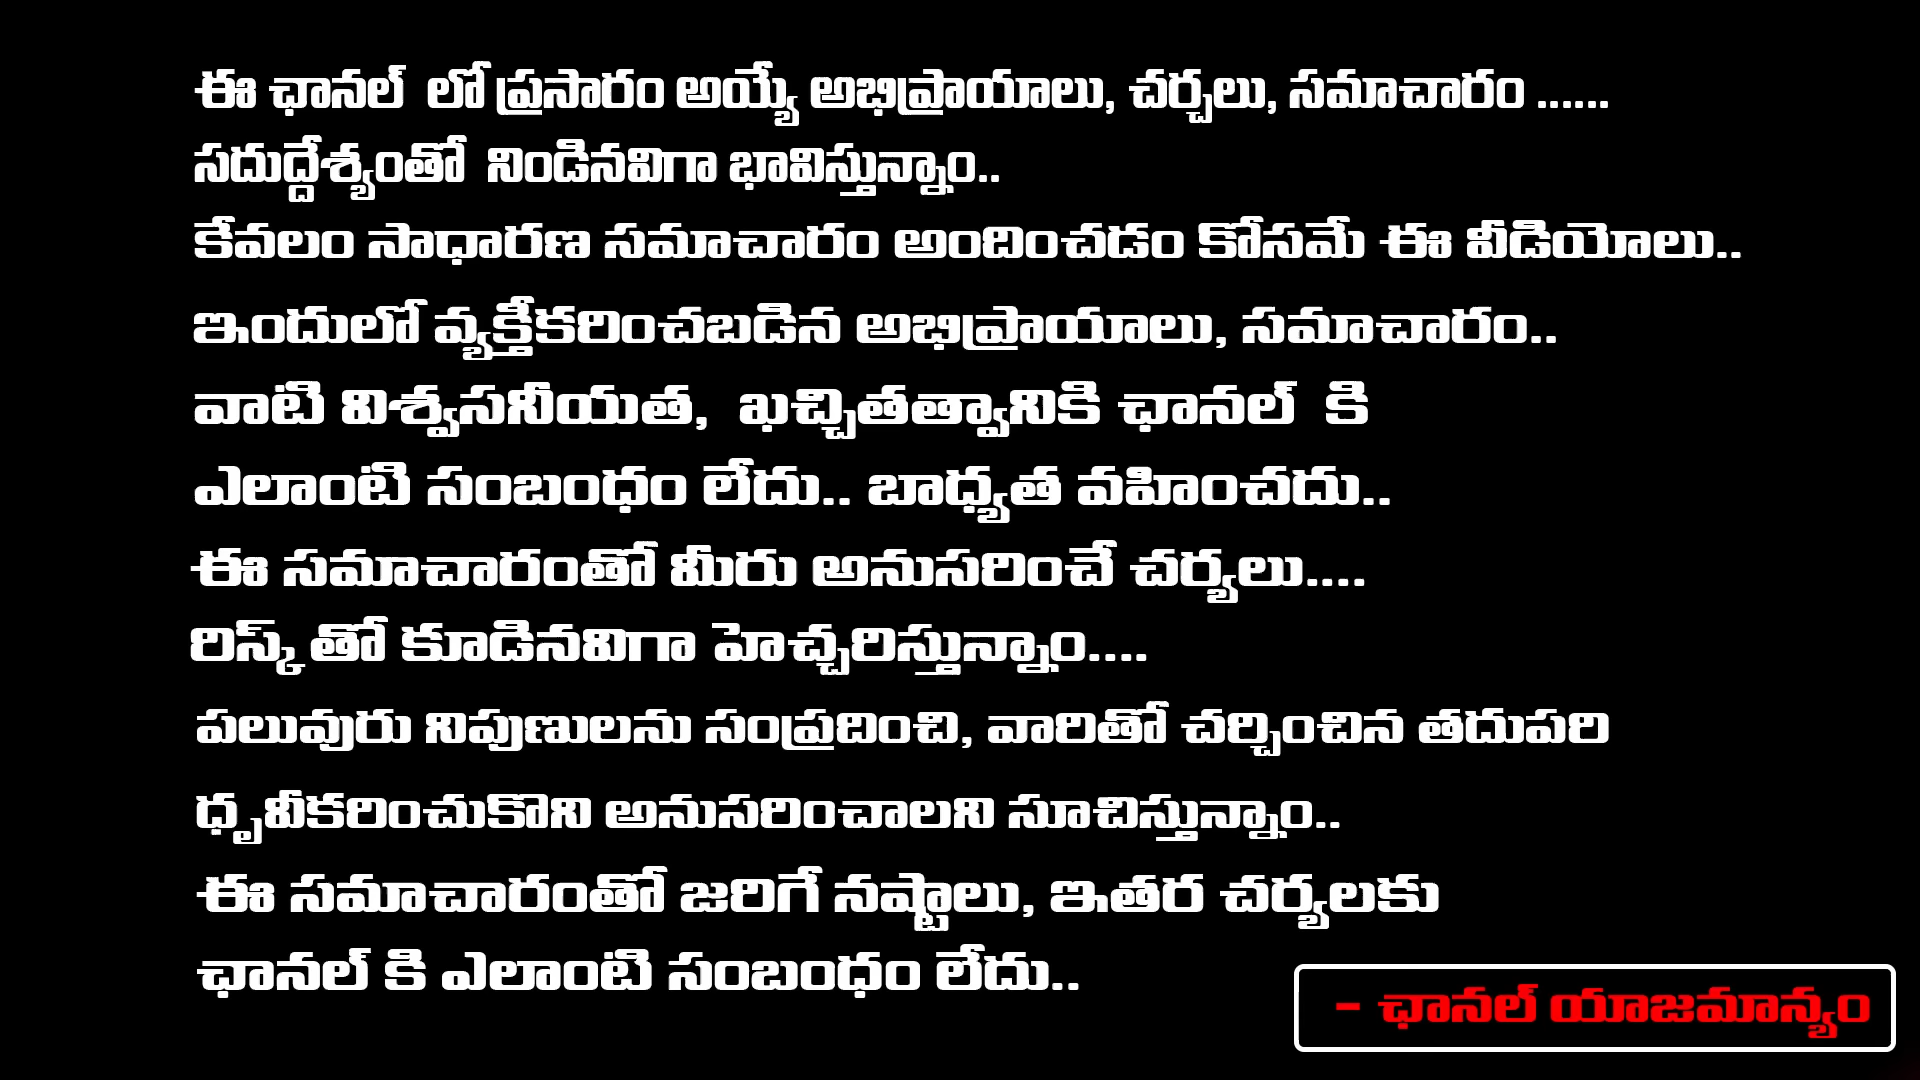 ఈ ఛానల్ లో ప్రసారం అయ్యే అభిప్రాయాలు, చర్చలు, సమాచారం ......
సదుద్దేశ్యంతో నిండినవిగా భావిస్తున్నాం..
కేవలం సాధారణ సమాచారం అందించడం కోసమే ఈ వీడియోలు..
ఇందులో వ్యక్తీకరించబడిన అభిప్రాయాలు, సమాచారం..
వాటి విశ్వసనీయత, ఖచ్చితత్వానికి ఛానల్ కి
ఎలాంటి సంబంధం లేదు.. బాధ్యత వహించదు..
ఈ సమాచారంతో మీరు అనుసరించే చర్యలు....
రిస్క్ తో కూడినవిగా హెచ్చరిస్తున్నాం....
పలువురు నిపుణులను సంప్రదించి, వారితో చర్చించిన తదుపరి
ధృవీకరించుకొని అనుసరించాలని సూచిస్తున్నాం..
ఈ సమాచారంతో జరిగే నష్టాలు, ఇతర చర్యలకు
ఛానల్ కి ఎలాంటి సంబంధం లేదు..
- ఛానల్ యాజమాన్యం